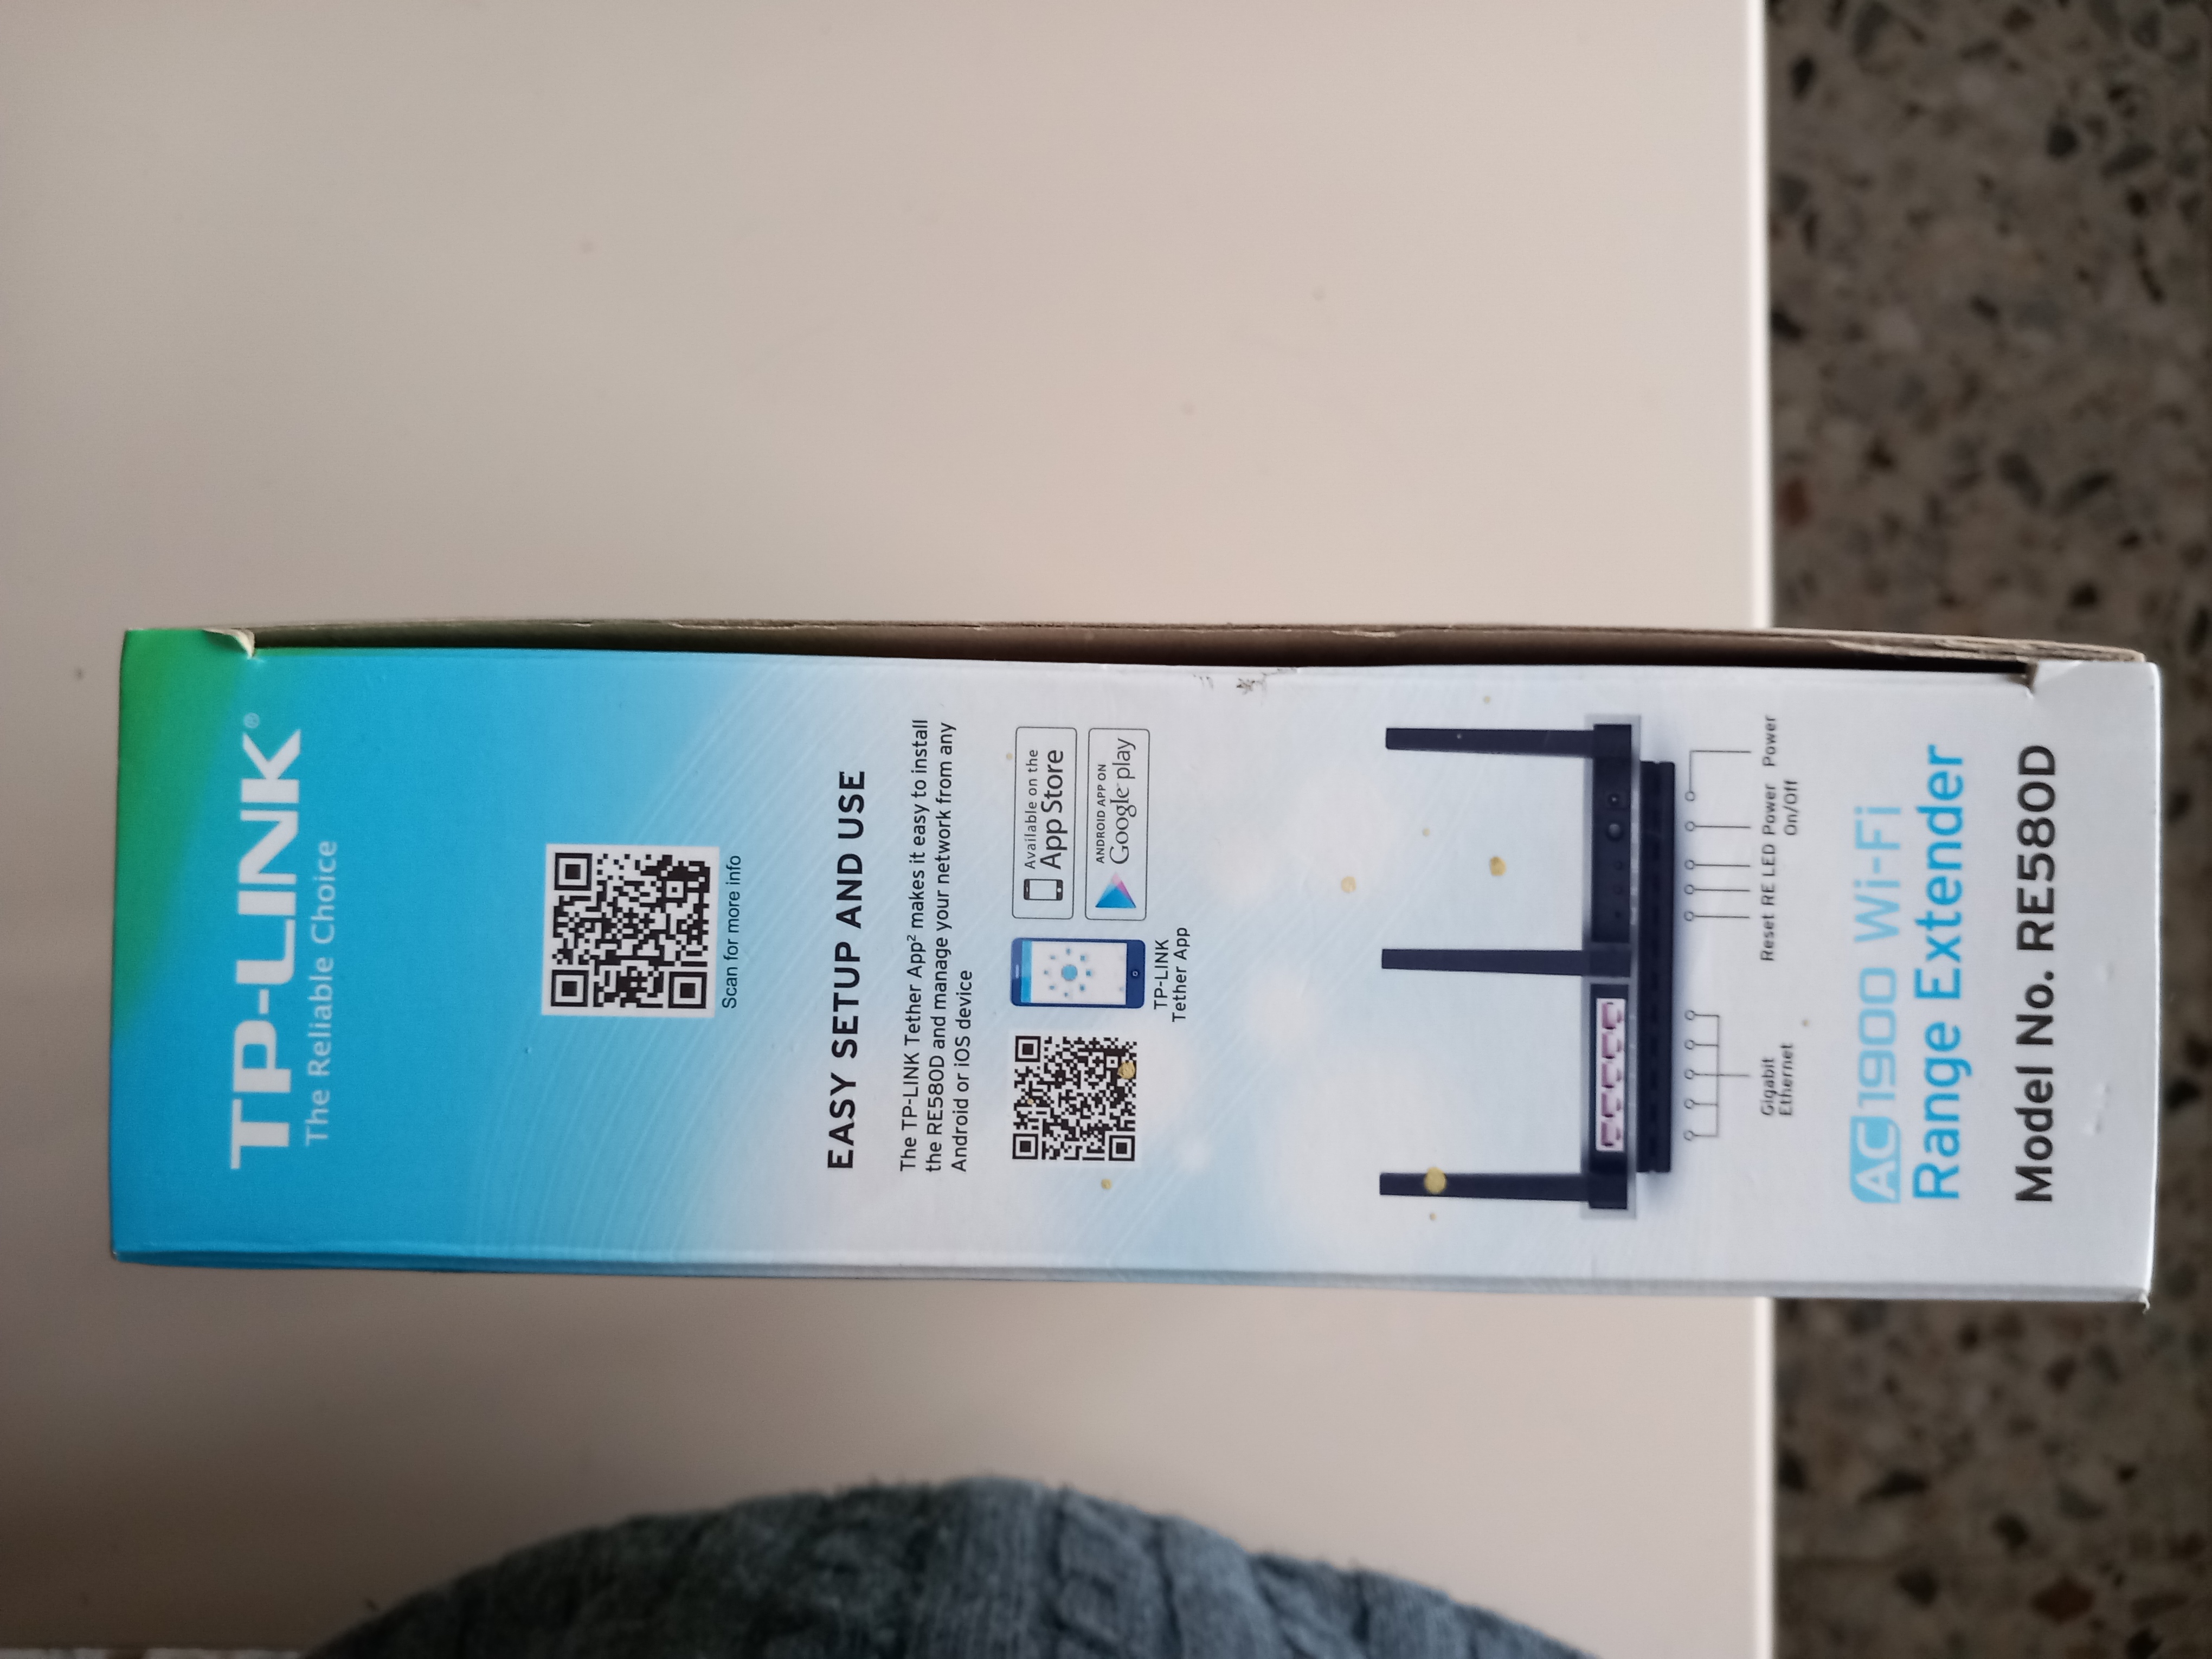 TP-LINK®
The Reliable Choice
Scan for more info
EASY SETUP AND USE
The TP-LINK Tether App² makes it easy to install
the RE580D and manage your network from any
Android or iOS device
Available on the
App Store
ANDROID APP ON
Google play
TP-LINK
Tether App
Gigabit
Ethernet
Reset RE LED Power
On/Off
Power
AC1900 Wi-Fi
Range Extender
Model No. RE580D